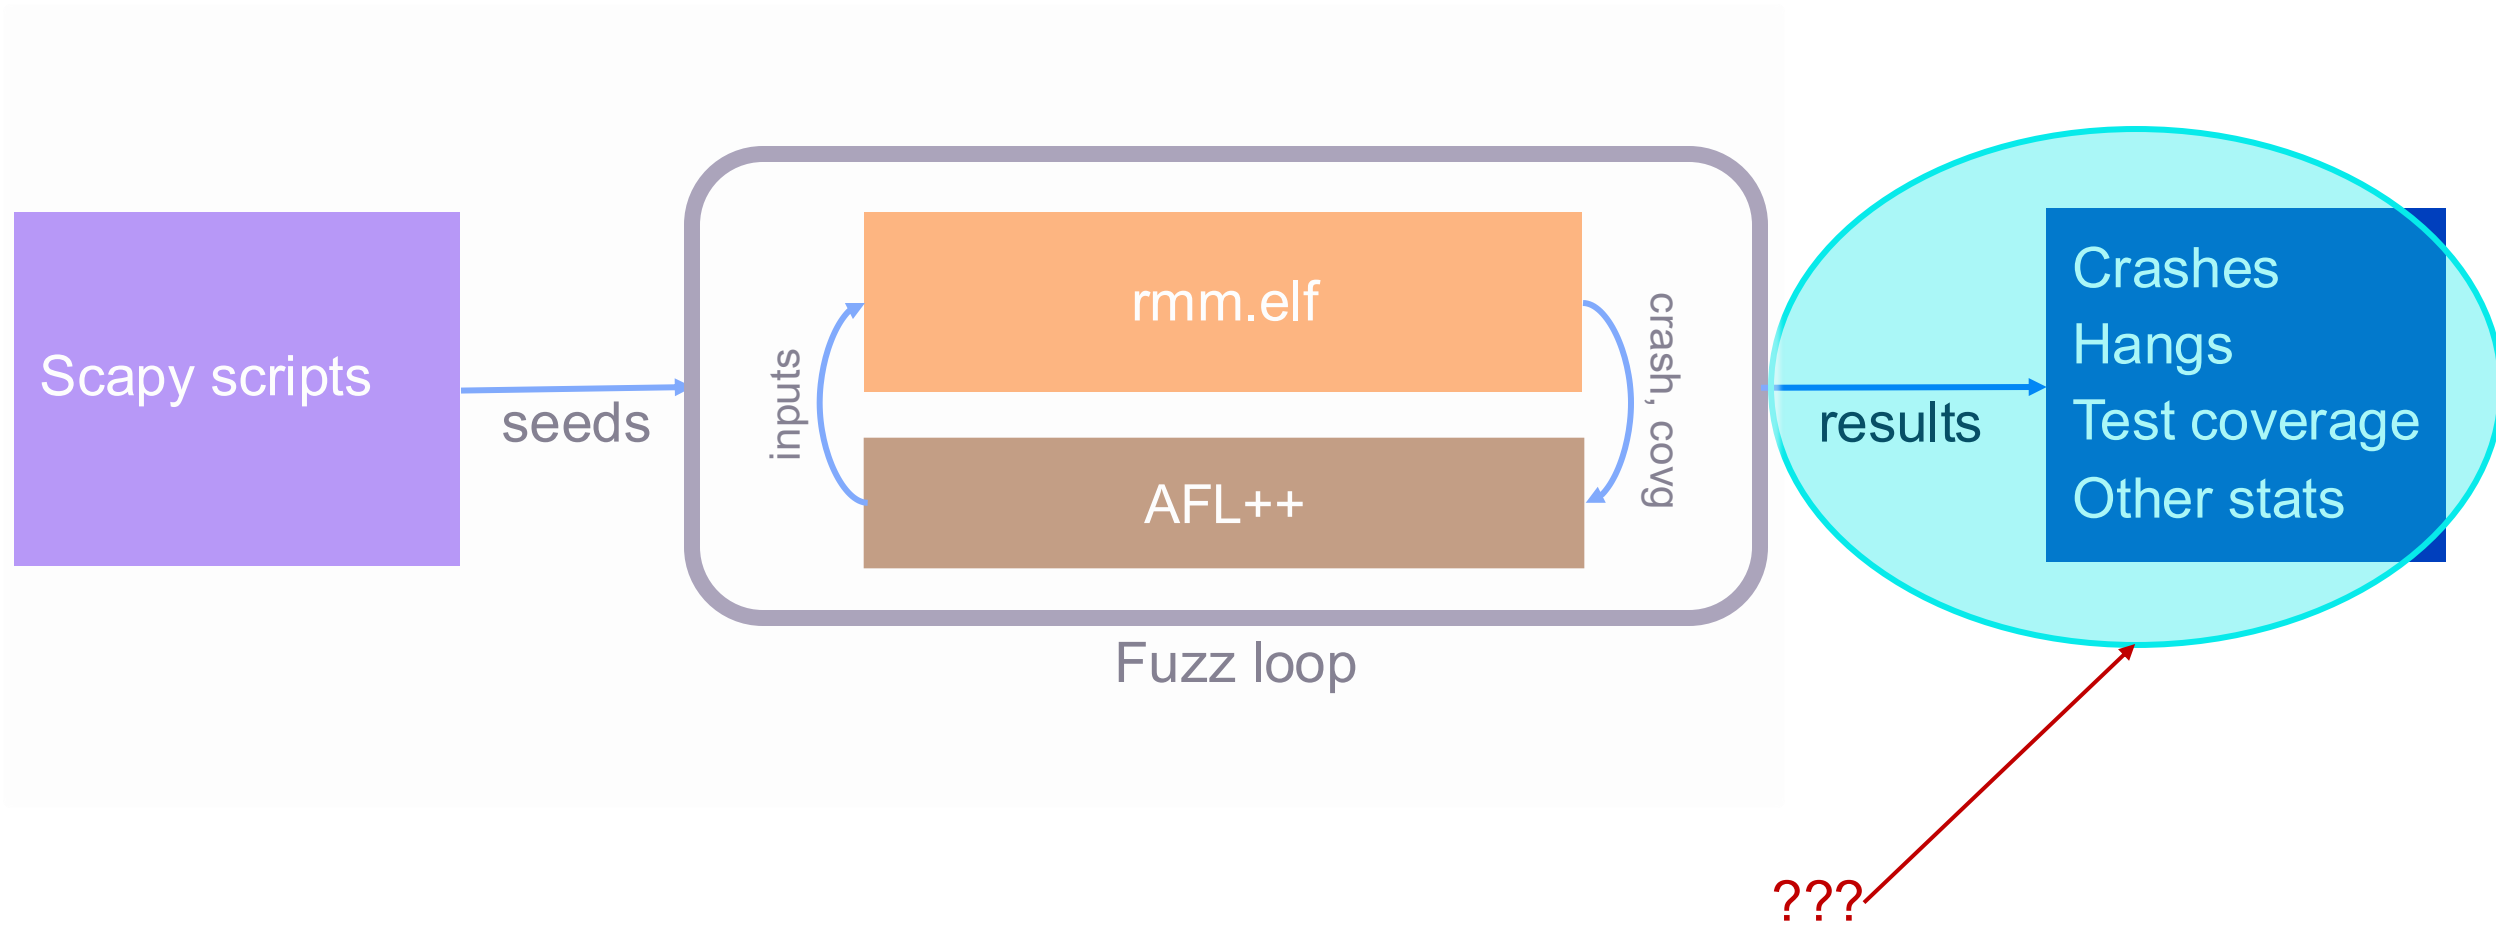 Scapy scripts
seeds
inputs
rmm.elf
AFL++
crash, covg
Fuzz loop
results
Crashes
Hangs
Test coverage
Other stats
???